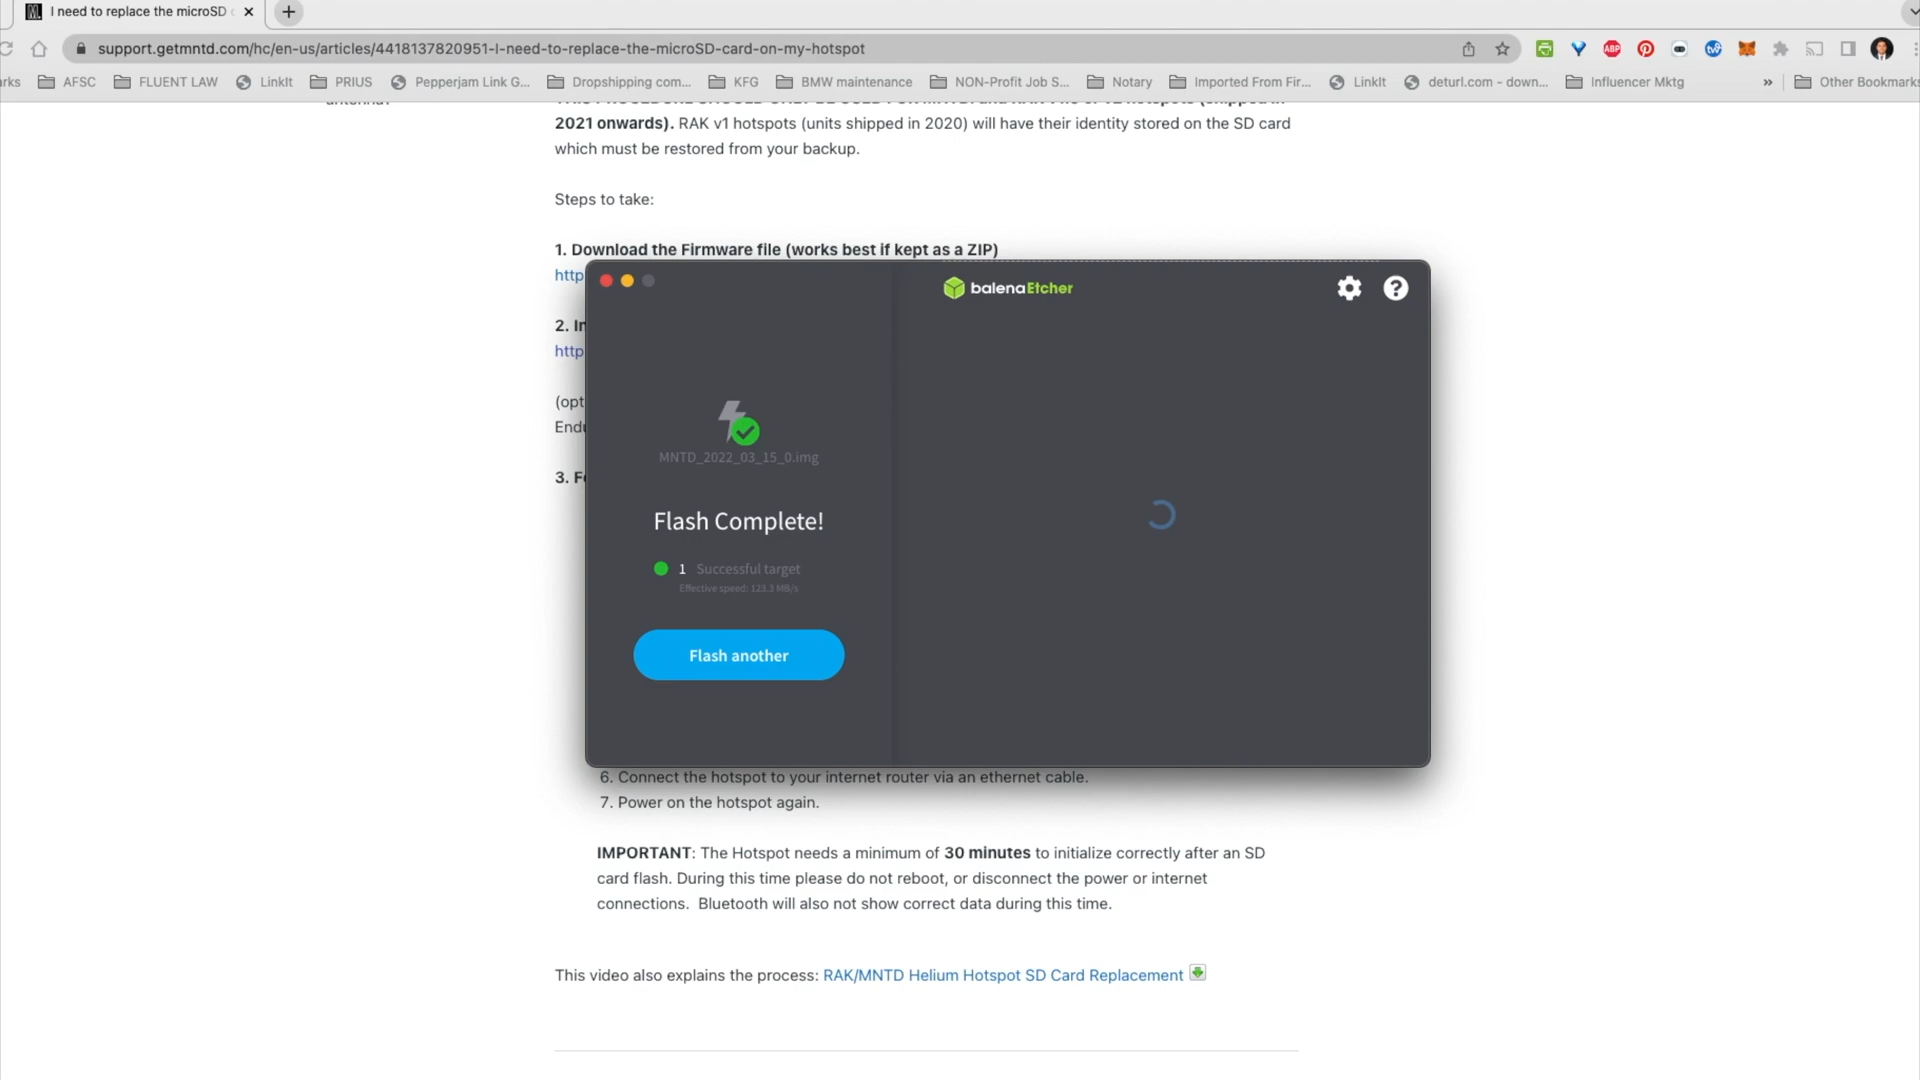 I need to replace the microSD
support.getmntd.com/hc/en-us/articles/4418137820951-I-need-to-replace-the-microSD-card-on-my-hotspot
ABP
rks AFSC FLUENT LAW LinkIt PRIUS Pepperjam Link G... Dropshipping com... KFG BMW maintenance NON-Profit Job S... Notary Imported From Fir... LinkIt deturl.com - down... Influencer Mktg » Other Bookmarks
2021 onwards). RAK v1 hotspots (units shipped in 2020) will have their identity stored on the SD card
which must be restored from your backup.
Steps to take:
1. Download the Firmware file (works best if kept as a ZIP)
http
2. In
http
(opt
Endu
3. Fo
balenaEtcher
MNTD_2022_03_15_0.img
Flash Complete!
1 Successful target
Effective speed: 123.3 MB/s
Flash another
6. Connect the hotspot to your internet router via an ethernet cable.
7. Power on the hotspot again.
IMPORTANT: The Hotspot needs a minimum of 30 minutes to initialize correctly after an SD
card flash. During this time please do not reboot, or disconnect the power or internet
connections. Bluetooth will also not show correct data during this time.
This video also explains the process: RAK/MNTD Helium Hotspot SD Card Replacement